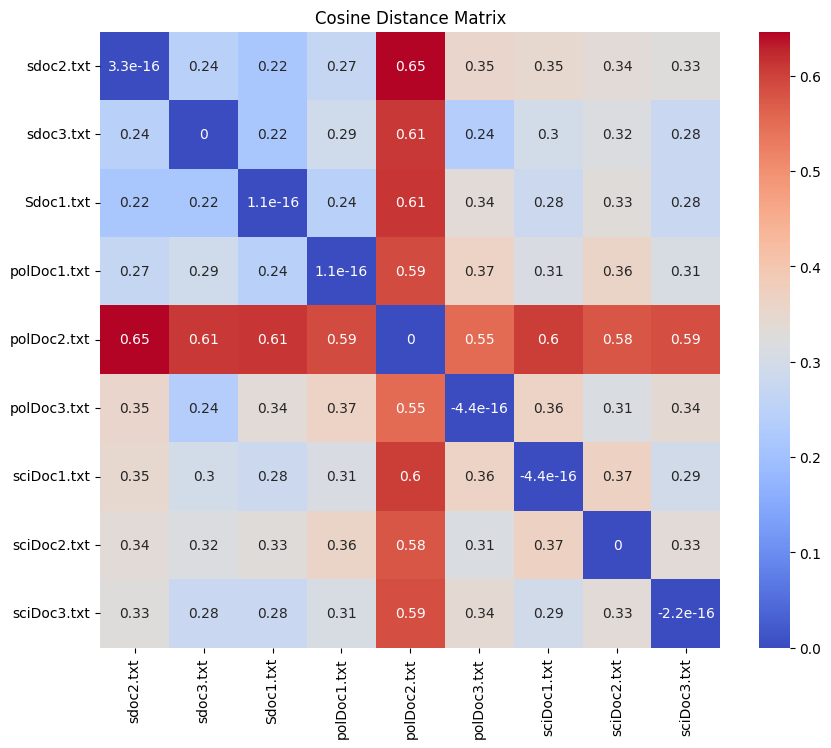 Cosine Distance Matrix
sdoc2.txt 3.3e-16 0.24 0.22 0.27 0.65 0.35 0.35 0.34 0.33
sdoc3.txt 0.24 0 0.22 0.29 0.61 0.24 0.3 0.32 0.28
Sdoc1.txt 0.22 0.22 1.1e-16 0.24 0.61 0.34 0.28 0.33 0.28
polDoc1.txt 0.27 0.29 0.24 1.1e-16 0.59 0.37 0.31 0.36 0.31
polDoc2.txt 0.65 0.61 0.61 0.59 0 0.55 0.6 0.58 0.59
polDoc3.txt 0.35 0.24 0.34 0.37 0.55 -4.4e-16 0.36 0.31 0.34
sciDoc1.txt 0.35 0.3 0.28 0.31 0.6 0.36 -4.4e-16 0.37 0.29
sciDoc2.txt 0.34 0.32 0.33 0.36 0.58 0.31 0.37 0 0.33
sciDoc3.txt 0.33 0.28 0.28 0.31 0.59 0.34 0.29 0.33 -2.2e-16
sdoc2.txt sdoc3.txt Sdoc1.txt polDoc1.txt polDoc2.txt polDoc3.txt sciDoc1.txt sciDoc2.txt sciDoc3.txt
0.6
0.5
0.4
0.3
0.2
0.1
0.0